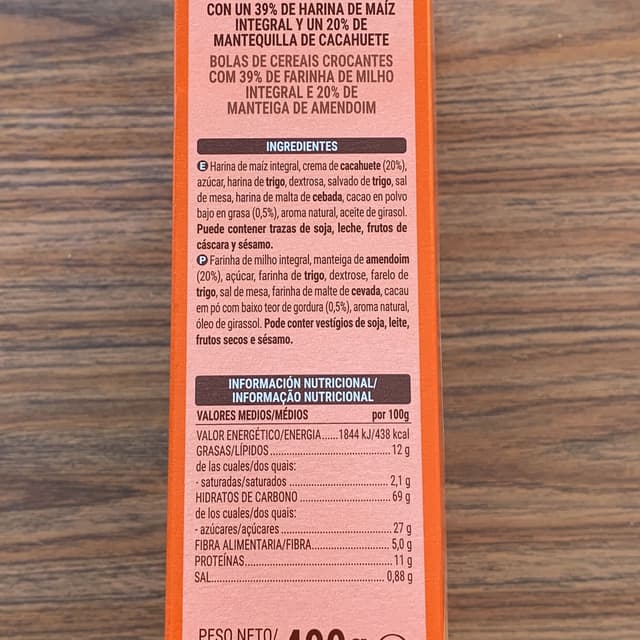 CON UN 39% DE HARINA DE MAÍZ
INTEGRAL Y UN 20% DE
MANTEQUILLA DE CACAHUETE
BOLAS DE CEREAIS CROCANTES
COM 39% DE FARINHA DE MILHO
INTEGRAL E 20% DE
MANTEIGA DE AMENDOIM
INGREDIENTES
E Harina de maíz integral, crema de cacahuete (20%),
azúcar, harina de trigo, dextrosa, salvado de trigo, sal
de mesa, harina de malta de cebada, cacao en polvo
bajo en grasa (0,5%), aroma natural, aceite de girasol.
Puede contener trazas de soja, leche, frutos de
cáscara y sésamo.
P Farinha de milho integral, manteiga de amendoim
(20%), açúcar, farinha de trigo, dextrose, farelo de
trigo, sal de mesa, farinha de malte de cevada, cacau
em pó com baixo teor de gordura (0,5%), aroma natural,
óleo de girassol. Pode conter vestígios de soja, leite,
frutos secos e sésamo.
INFORMACIÓN NUTRICIONAL/
INFORMAÇÃO NUTRICIONAL
VALORES MEDIOS/MÉDIOS por 100g
VALOR ENERGÉTICO/ENERGIA......1844 kJ/438 kcal
GRASAS/LÍPIDOS..............................12 g
de las cuales/dos quais:
- saturadas/saturados ..........................2,1 g
HIDRATOS DE CARBONO ......................69 g
de los cuales/dos quais:
- azúcares/açúcares ............................27 g
FIBRA ALIMENTARIA/FIBRA......................5,0 g
PROTEÍNAS....................................11 g
SAL..........................................0,88 g
PESO NETO/ 400g